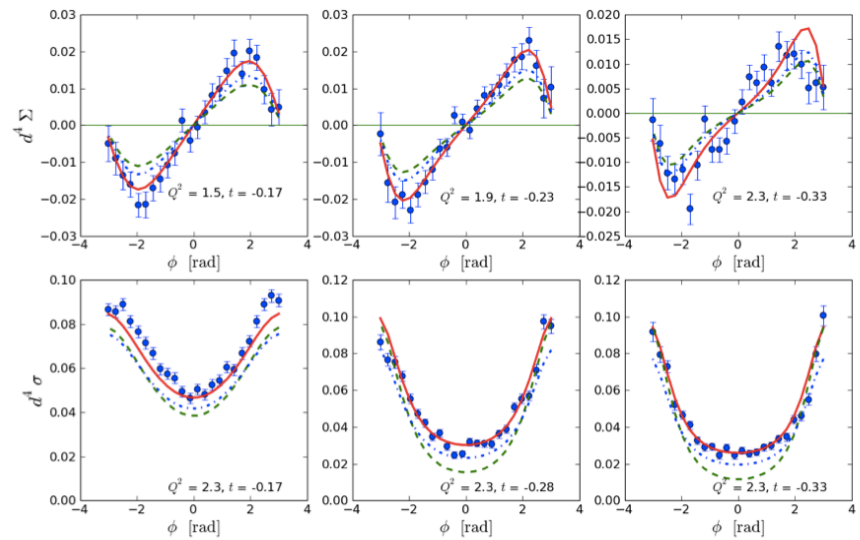 0.03
0.02
0.01
0.00
−0.01
−0.02
−0.03
d⁴ Σ
−4 −2 0 2 4
ϕ [rad]
Q² = 1.5, t = -0.17
0.03
0.02
0.01
0.00
−0.01
−0.02
−0.03
−4 −2 0 2 4
ϕ [rad]
Q² = 1.9, t = -0.23
0.020
0.015
0.010
0.005
0.000
−0.005
−0.010
−0.015
−0.020
−0.025
−4 −2 0 2 4
ϕ [rad]
Q² = 2.3, t = -0.33
0.10
0.08
0.06
0.04
0.02
0.00
d⁴ σ
−4 −2 0 2 4
ϕ [rad]
Q² = 2.3, t = -0.17
0.12
0.10
0.08
0.06
0.04
0.02
0.00
−4 −2 0 2 4
ϕ [rad]
Q² = 2.3, t = -0.28
0.12
0.10
0.08
0.06
0.04
0.02
0.00
−4 −2 0 2 4
ϕ [rad]
Q² = 2.3, t = -0.33